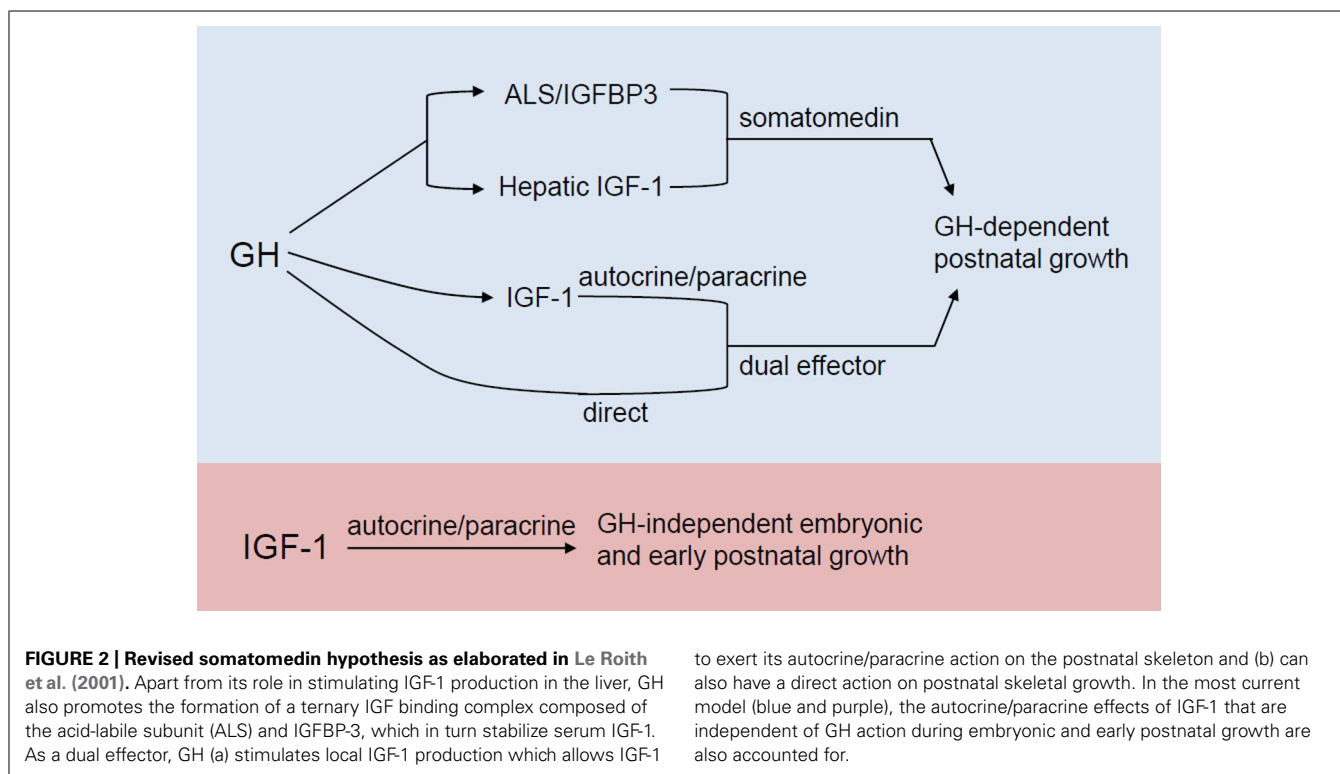 ALS/IGFBP3
somatomedin
Hepatic IGF-1
GH-dependent
postnatal growth
GH
autocrine/paracrine
IGF-1
dual effector
direct
autocrine/paracrine
GH-independent embryonic
and early postnatal growth
IGF-1
FIGURE 2 | Revised somatomedin hypothesis as elaborated in Le Roith
et al. (2001). Apart from its role in stimulating IGF-1 production in the liver, GH
also promotes the formation of a ternary IGF binding complex composed of
the acid-labile subunit (ALS) and IGFBP-3, which in turn stabilize serum IGF-1.
As a dual effector, GH (a) stimulates local IGF-1 production which allows IGF-1
to exert its autocrine/paracrine action on the postnatal skeleton and (b) can
also have a direct action on postnatal skeletal growth. In the most current
model (blue and purple), the autocrine/paracrine effects of IGF-1 that are
independent of GH action during embryonic and early postnatal growth are
also accounted for.